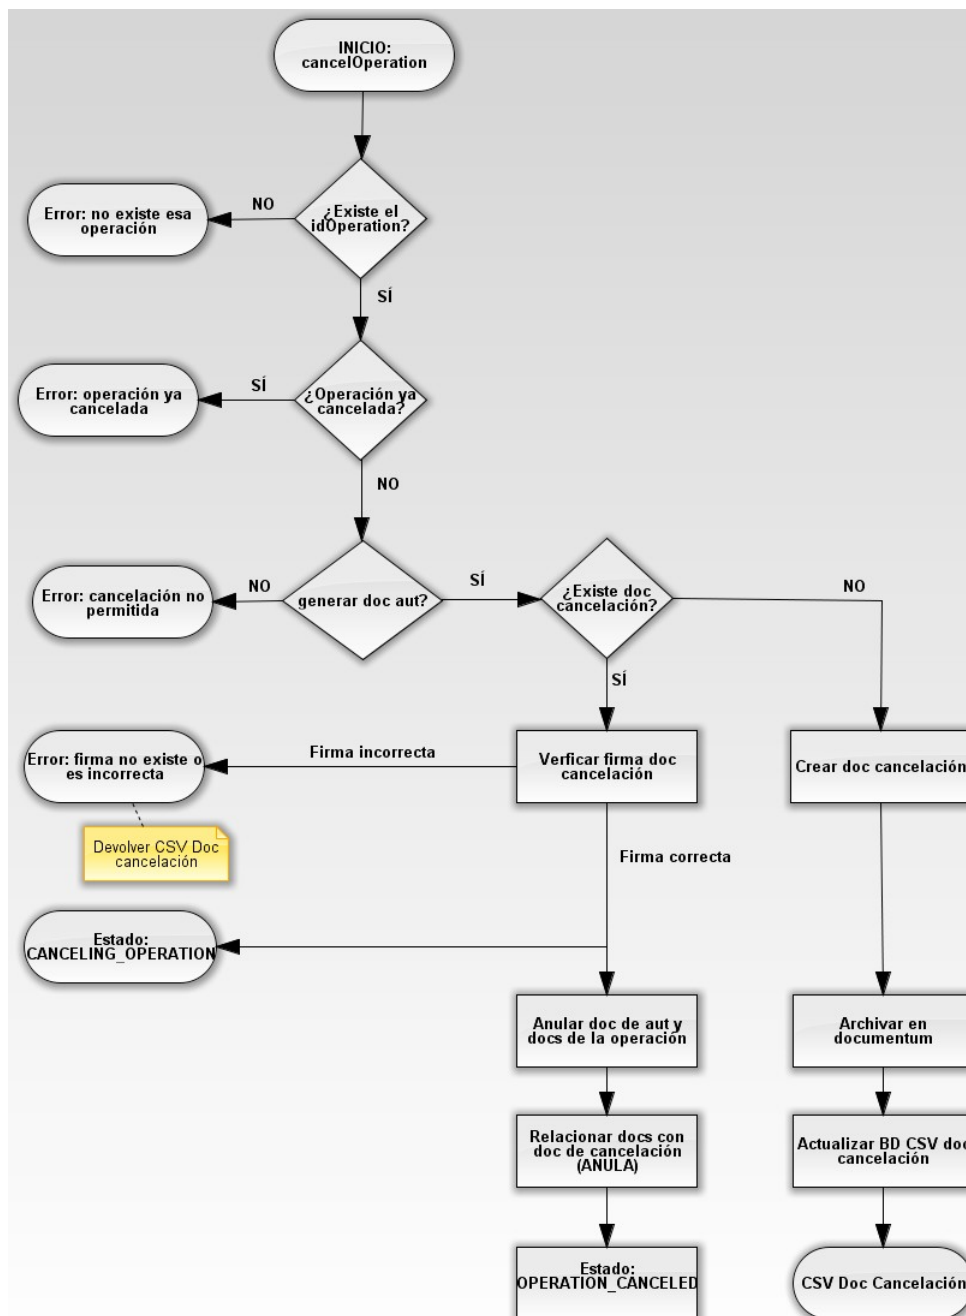 INICIO:
cancelOperation
¿Existe el
idOperation?
NO
Error: no existe esa
operación
SÍ
¿Operación ya
cancelada?
SÍ
Error: operación ya
cancelada
NO
generar doc aut?
NO
Error: cancelación no
permitida
SÍ
¿Existe doc
cancelación?
NO
SÍ
Error: firma no existe o
es incorrecta
Firma incorrecta
Verficar firma doc
cancelación
Crear doc cancelación
Devolver CSV Doc
cancelación
Firma correcta
Estado:
CANCELING_OPERATION
Anular doc de aut y
docs de la operación
Archivar en
documentum
Relacionar docs con
doc de cancelación
(ANULA)
Actualizar BD CSV doc
cancelación
Estado:
OPERATION_CANCELED
CSV Doc Cancelación